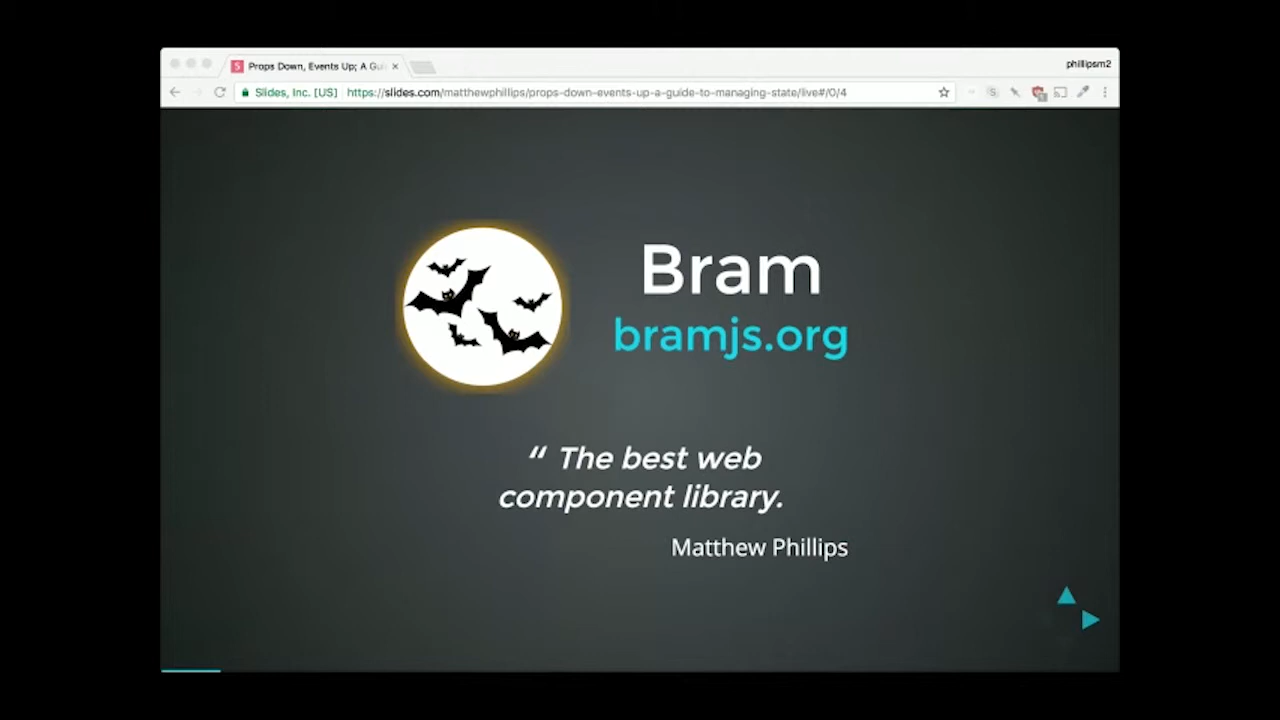 Props Down, Events Up; A Gui
phillipsm2
Slides, Inc. [US] https://slides.com/matthewphillips/props-down-events-up-a-guide-to-managing-state/live#/0/4
Bram
bramjs.org
“ The best web
component library.
Matthew Phillips